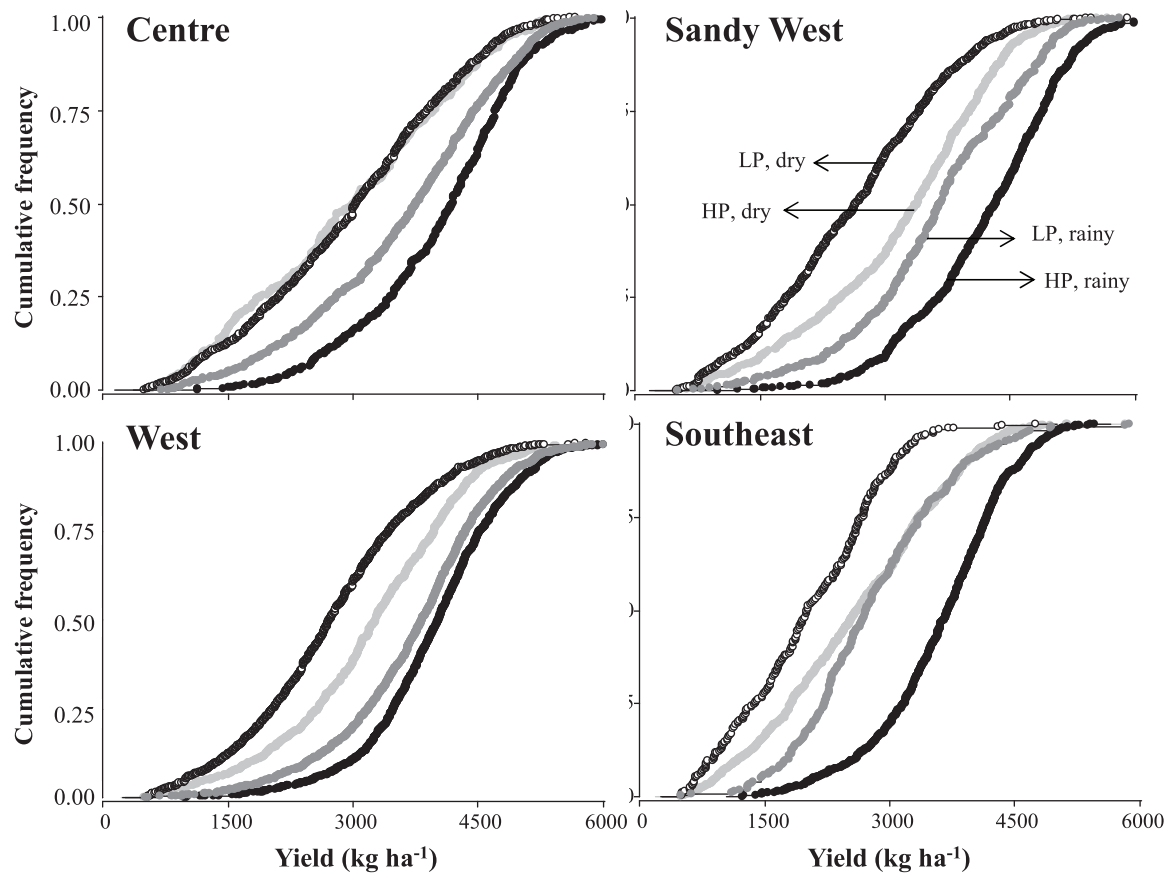 Centre
Sandy West
1.00
0.75
0.50
0.25
0.00
Cumulative frequency
LP, dry
HP, dry
LP, rainy
HP, rainy
West
Southeast
1.00
0.75
0.50
0.25
0.00
Cumulative frequency
0 1500 3000 4500 6000
0 1500 3000 4500 6000
Yield (kg ha-1)
Yield (kg ha-1)